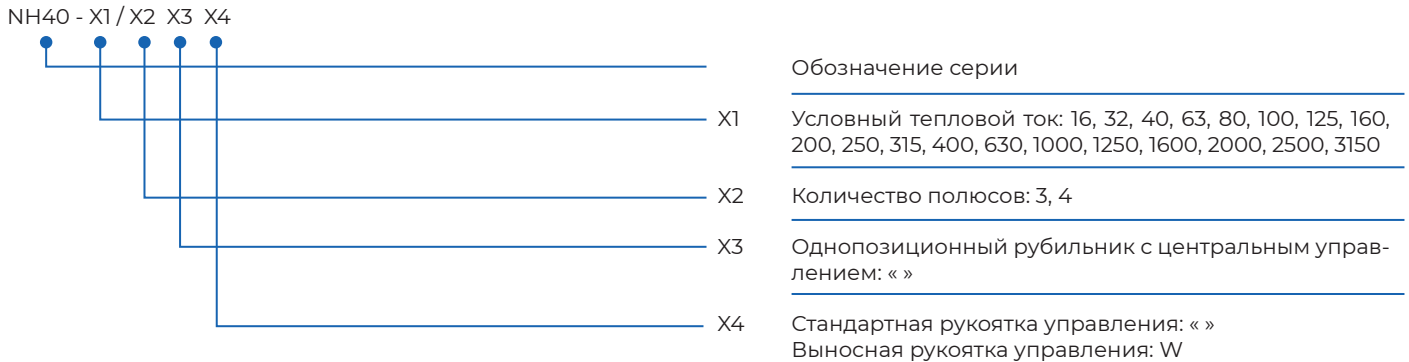 NH40 - X1 / X2 X3 X4
Обозначение серии
X1 Условный тепловой ток: 16, 32, 40, 63, 80, 100, 125, 160,
200, 250, 315, 400, 630, 1000, 1250, 1600, 2000, 2500, 3150
X2 Количество полюсов: 3, 4
X3 Однопозиционный рубильник с центральным управ-
лением: « »
X4 Стандартная рукоятка управления: « »
Выносная рукоятка управления: W